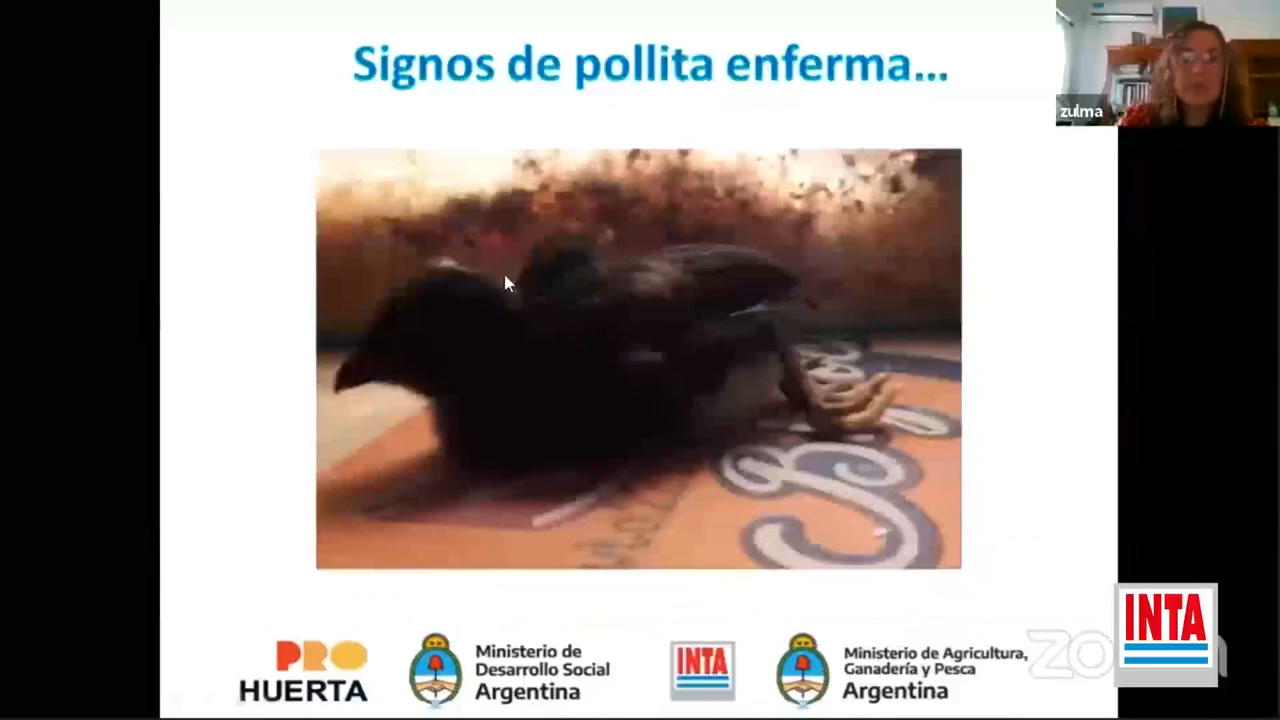 Signos de pollita enferma...
zulma
PRO
HUERTA
Ministerio de
Desarrollo Social
Argentina
INTA
Ministerio de Agricultura,
Ganadería y Pesca
Argentina
INTA